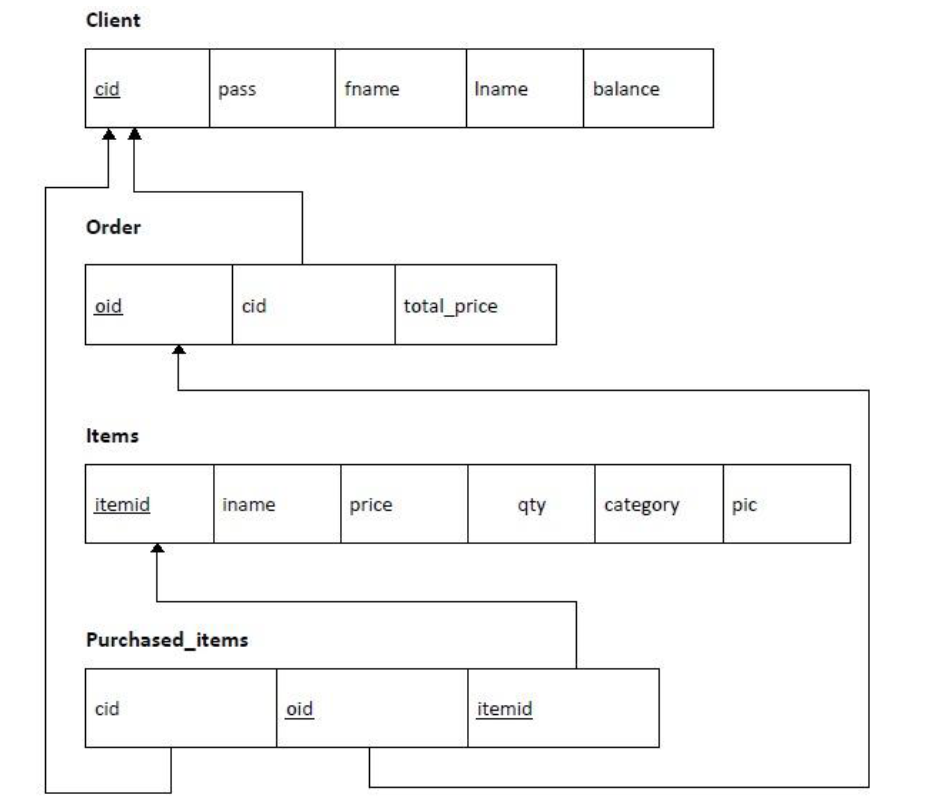 Client
cid pass fname lname balance
Order
oid cid total_price
Items
itemid iname price qty category pic
Purchased_items
cid oid itemid